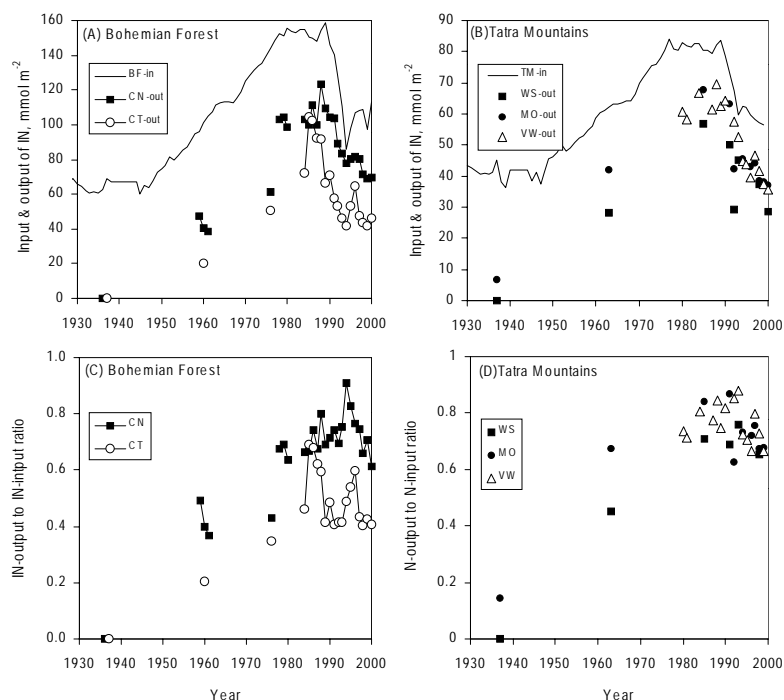 (A) Bohemian Forest
BF-in
CN-out
CT-out
Input & output of IN, mmol m-2
160
140
120
100
80
60
40
20
0
1930 1940 1950 1960 1970 1980 1990 2000
(B) Tatra Mountains
TM-in
WS-out
MO-out
VW-out
Input & output of IN, mmol m-2
90
80
70
60
50
40
30
20
10
0
1930 1940 1950 1960 1970 1980 1990 2000
(C) Bohemian Forest
CN
CT
IN-output to IN-intput ratio
1.0
0.8
0.6
0.4
0.2
0.0
1930 1940 1950 1960 1970 1980 1990 2000
Year
(D) Tatra Mountains
WS
MO
VW
N-output to N-input ratio
1
0.8
0.6
0.4
0.2
0
1930 1940 1950 1960 1970 1980 1990 2000
Year